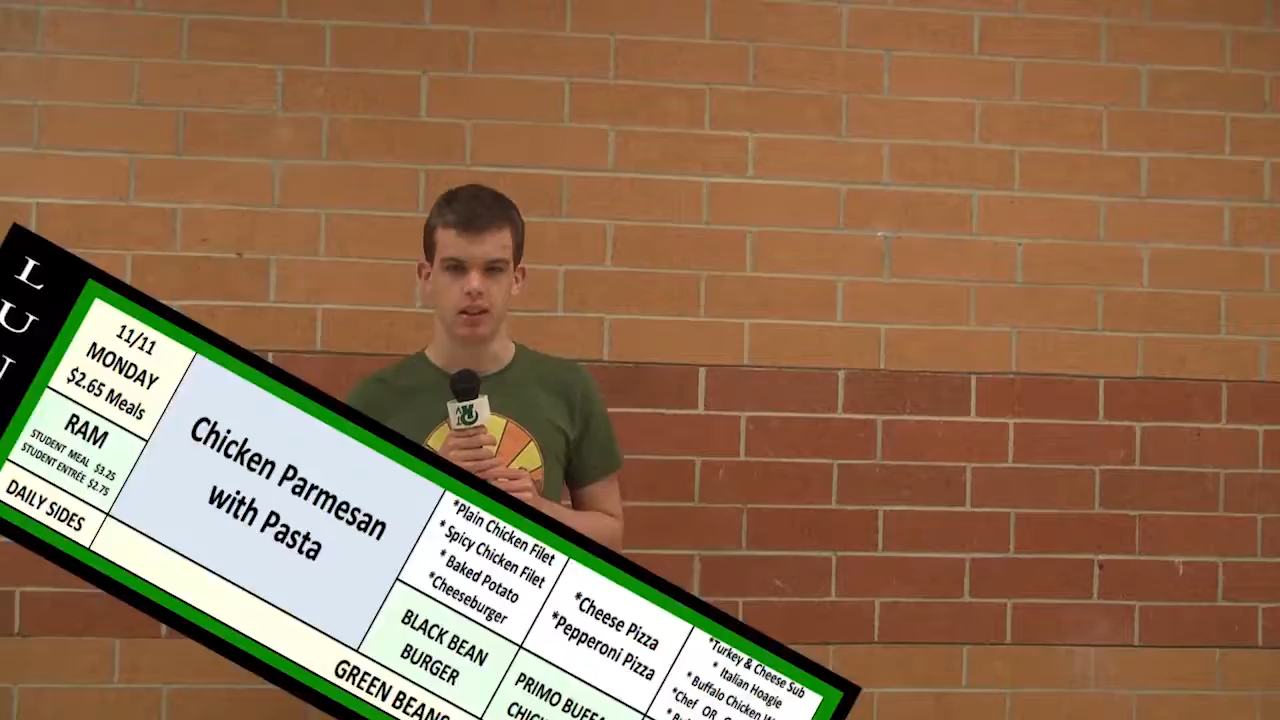 L
U
N
11/11
MONDAY
$2.65 Meals
RAM
STUDENT MEAL $3.25
STUDENT ENTRÉE $2.75
DAILY SIDES
Chicken Parmesan
with Pasta
*Plain Chicken Filet
*Spicy Chicken Filet
*Baked Potato
*Cheeseburger
BLACK BEAN
BURGER
GREEN BEANS
*Cheese Pizza
*Pepperoni Pizza
PRIMO
*Turkey & Cheese Sub
* Italian Hoagie
* Buffalo Chicken
*Chef OR